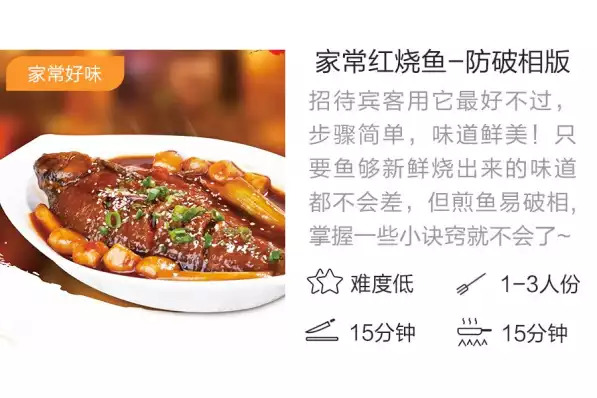 家常好味
家常红烧鱼-防破相版
招待宾客用它最好不过，
步骤简单，味道鲜美！只
要鱼够新鲜烧出来的味道
都不会差，但煎鱼易破相,
掌握一些小诀窍就不会了~
难度低
1-3人份
15分钟
15分钟